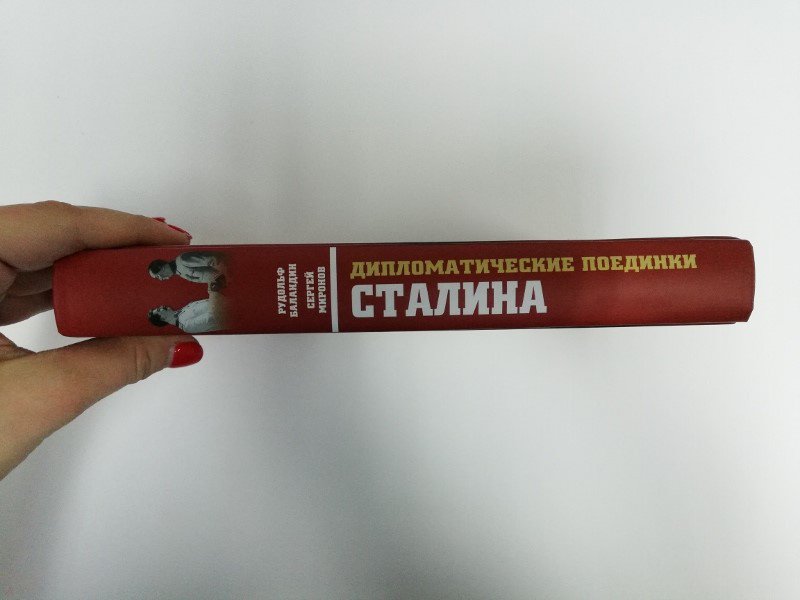 РУДОЛЬФ
БАЛАНДИН
СЕРГЕЙ
МИРОНОВ
ДИПЛОМАТИЧЕСКИЕ ПОЕДИНКИ
СТАЛИНА